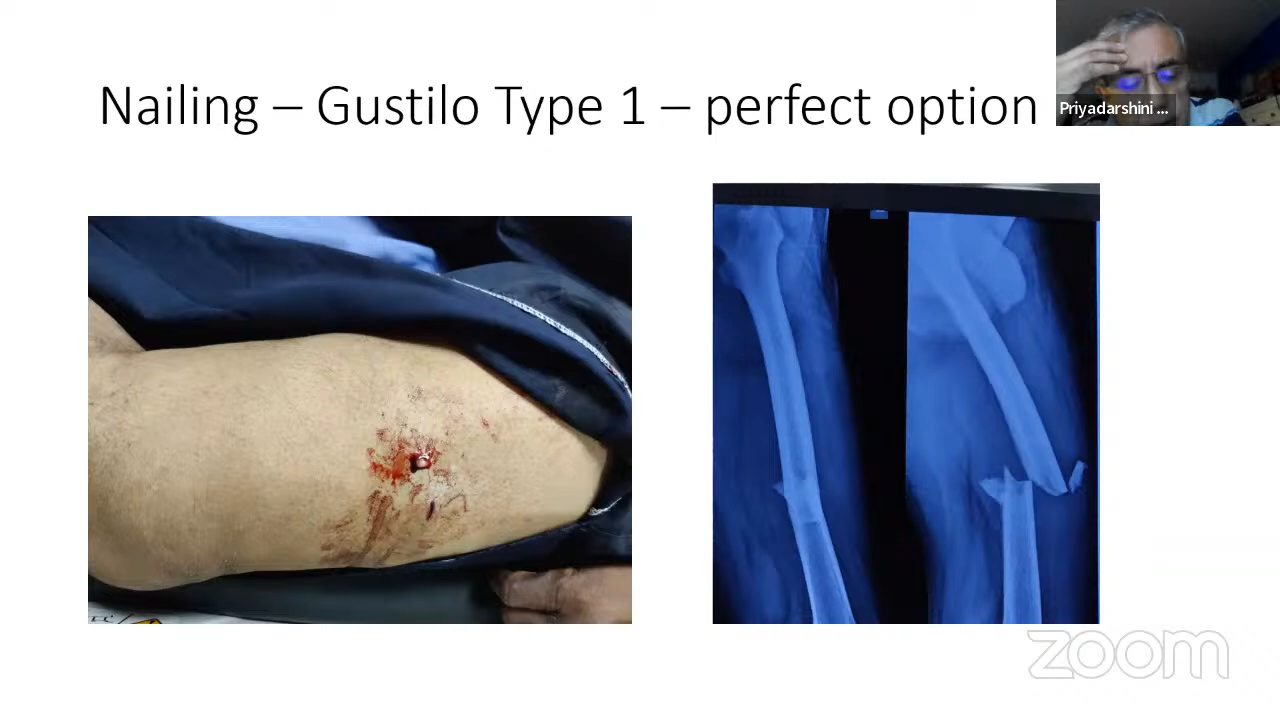 Nailing – Gustilo Type 1 – perfect option
Priyadarshini ...
zoom